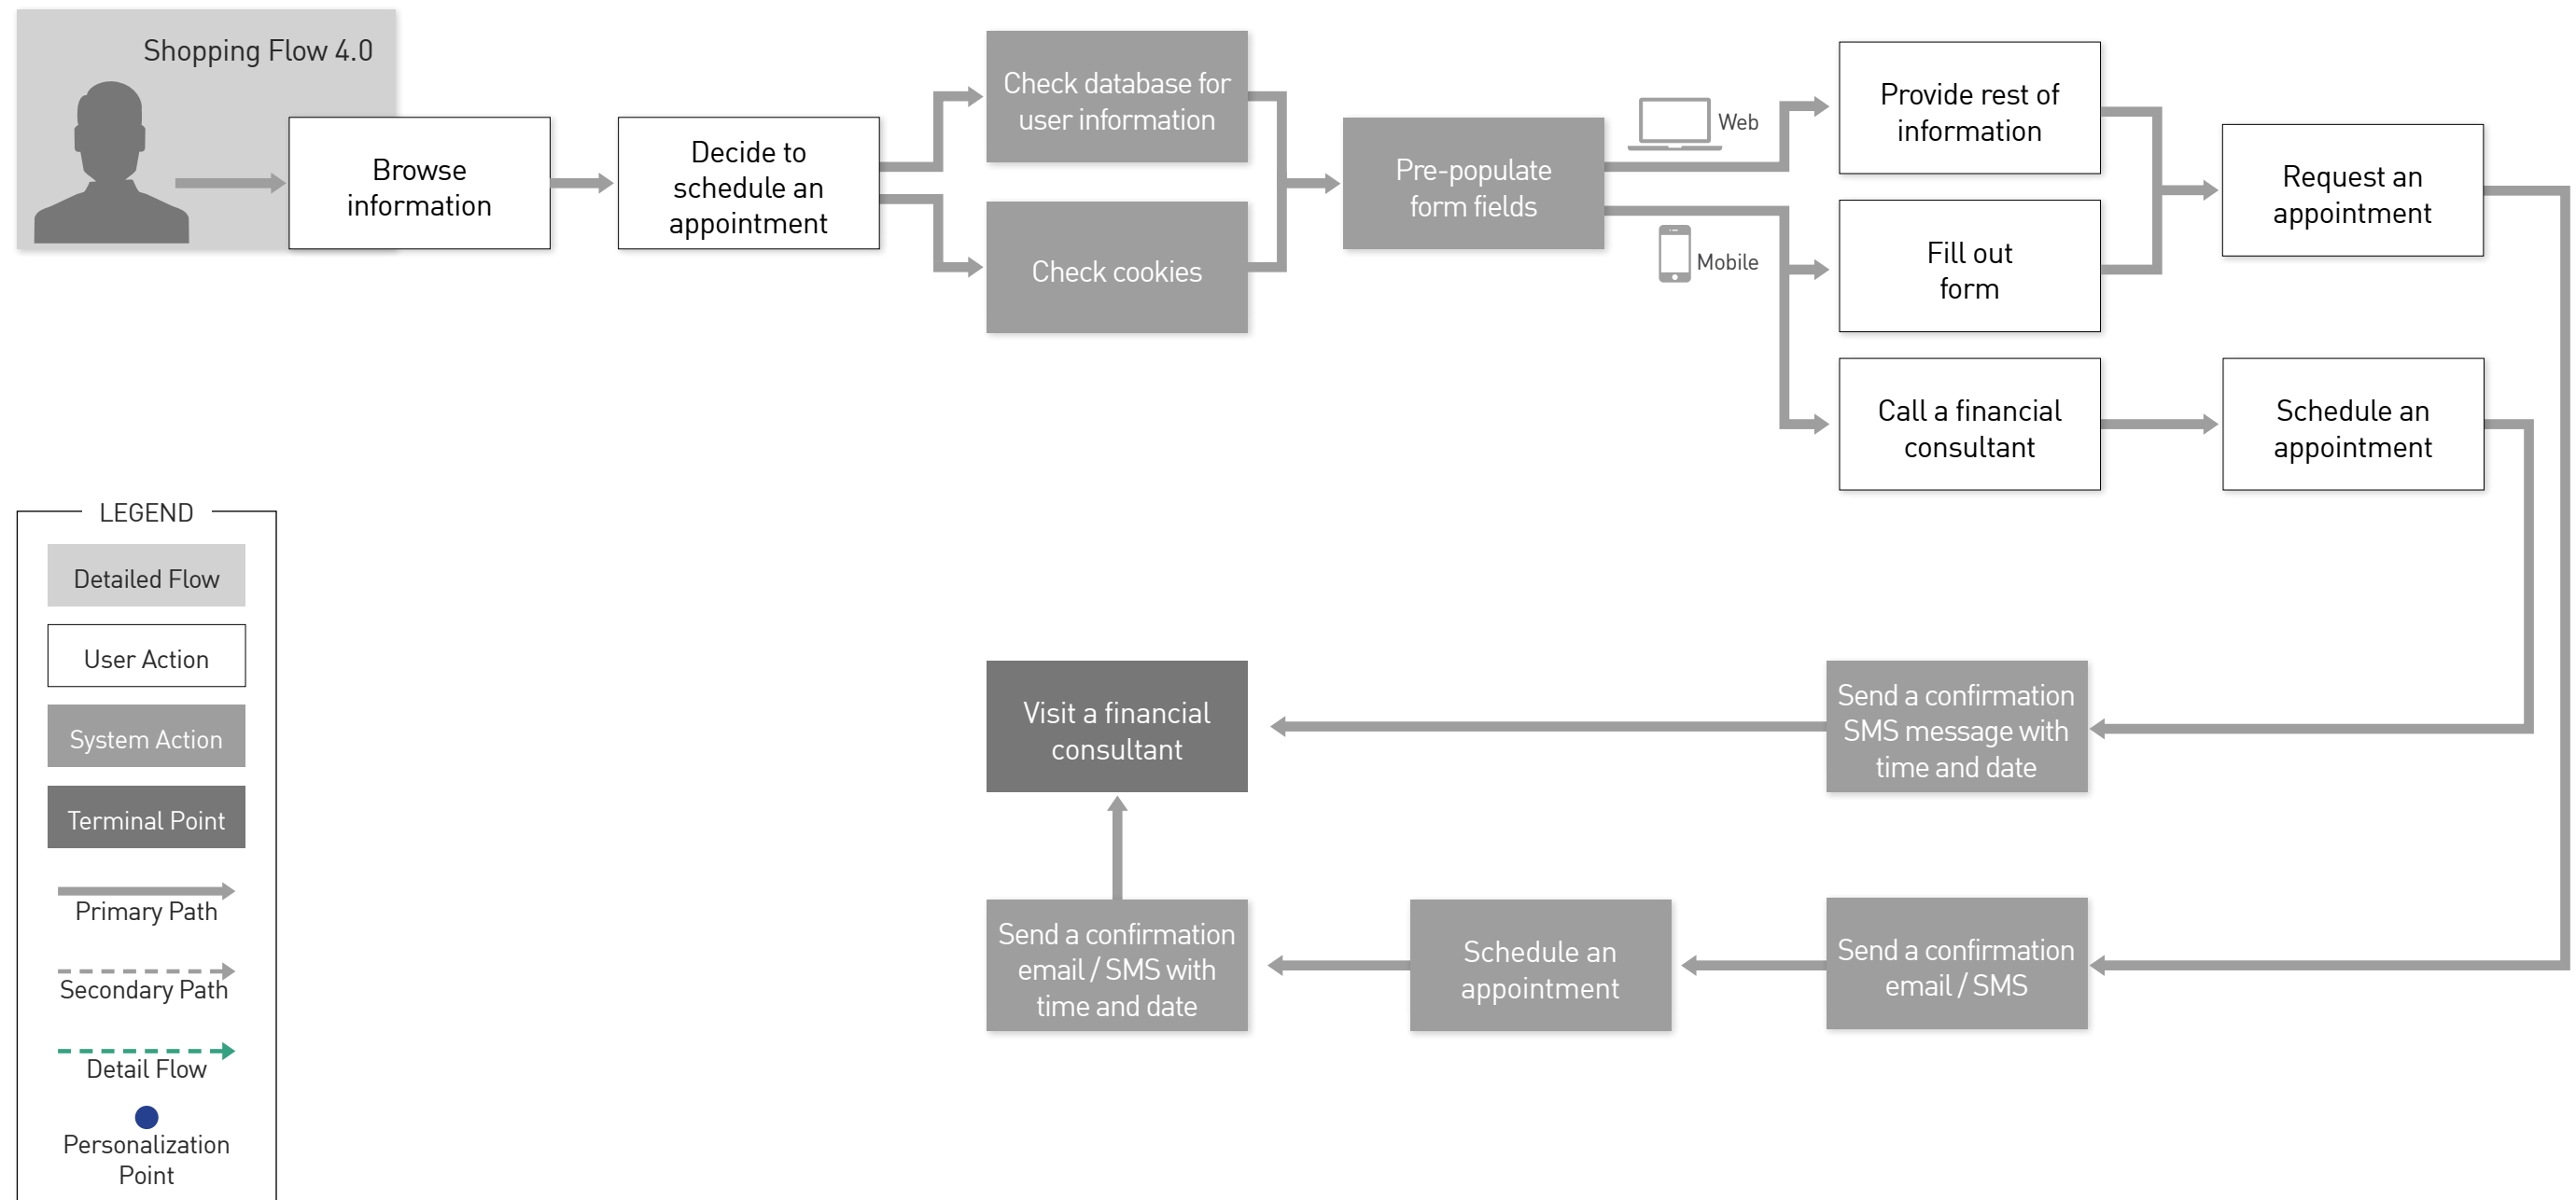 Shopping Flow 4.0
Browse
information
Decide to
schedule an
appointment
Check database for
user information
Check cookies
Pre-populate
form fields
Web
Mobile
Provide rest of
information
Fill out
form
Call a financial
consultant
Request an
appointment
Schedule an
appointment
Send a confirmation
SMS message with
time and date
Visit a financial
consultant
Send a confirmation
email / SMS
Schedule an
appointment
Send a confirmation
email / SMS with
time and date
LEGEND
Detailed Flow
User Action
System Action
Terminal Point
Primary Path
Secondary Path
Detail Flow
Personalization
Point